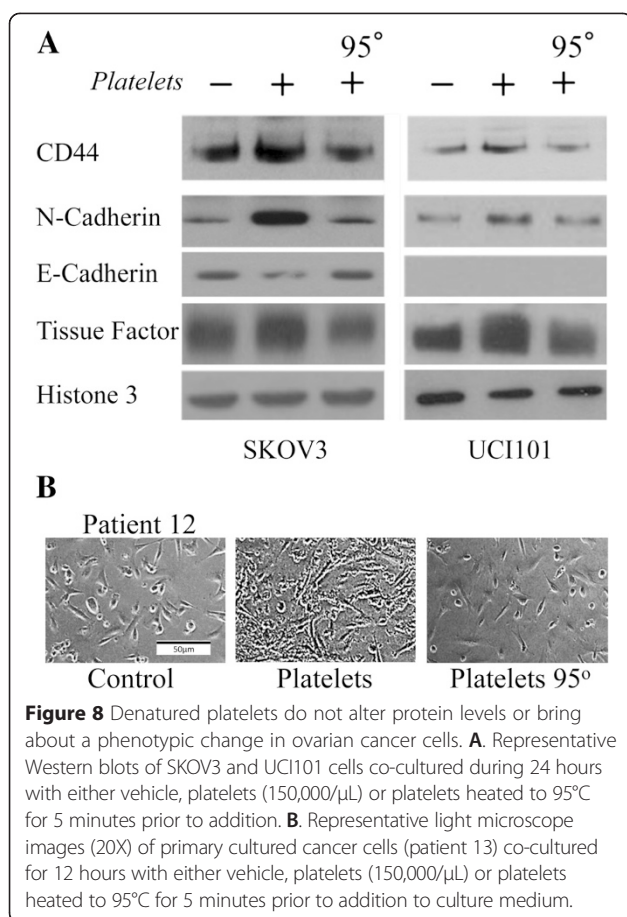 A
95°
95°
Platelets − + + − + +
CD44
N-Cadherin
E-Cadherin
Tissue Factor
Histone 3
SKOV3 UCI101
B
Patient 12
50μm
Control Platelets Platelets 95°
Figure 8 Denatured platelets do not alter protein levels or bring
about a phenotypic change in ovarian cancer cells. A. Representative
Western blots of SKOV3 and UCI101 cells co-cultured during 24 hours
with either vehicle, platelets (150,000/μL) or platelets heated to 95°C
for 5 minutes prior to addition. B. Representative light microscope
images (20X) of primary cultured cancer cells (patient 13) co-cultured
for 12 hours with either vehicle, platelets (150,000/μL) or platelets
heated to 95°C for 5 minutes prior to addition to culture medium.